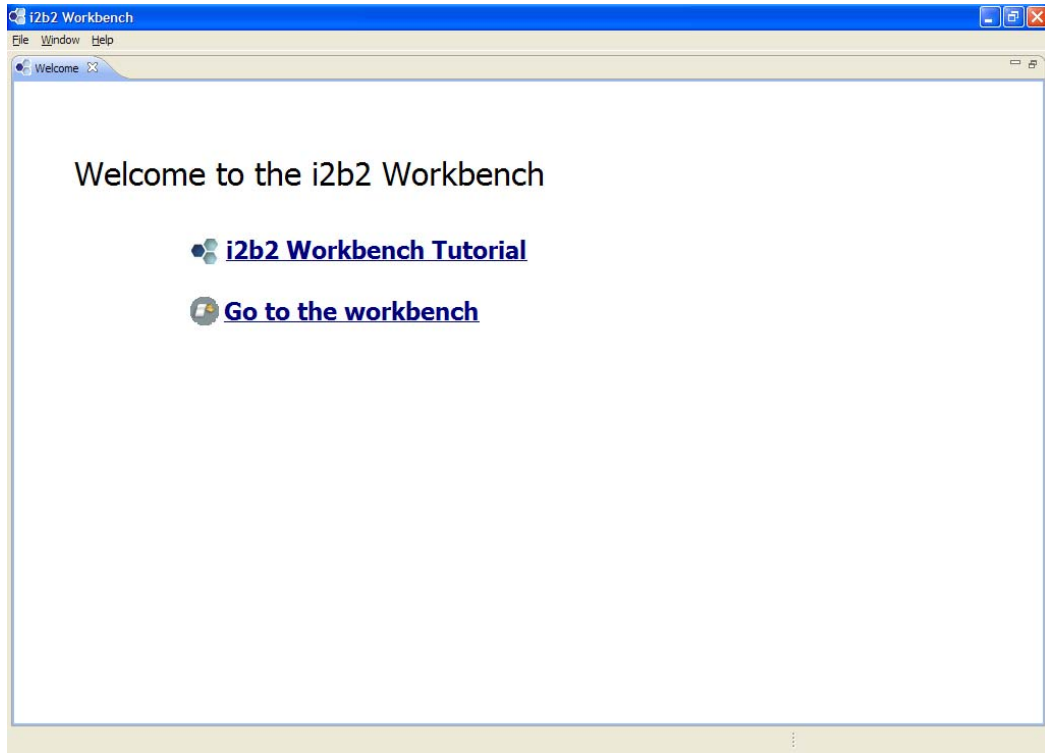 i2b2 Workbench
File Window Help
Welcome
Welcome to the i2b2 Workbench
i2b2 Workbench Tutorial
Go to the workbench